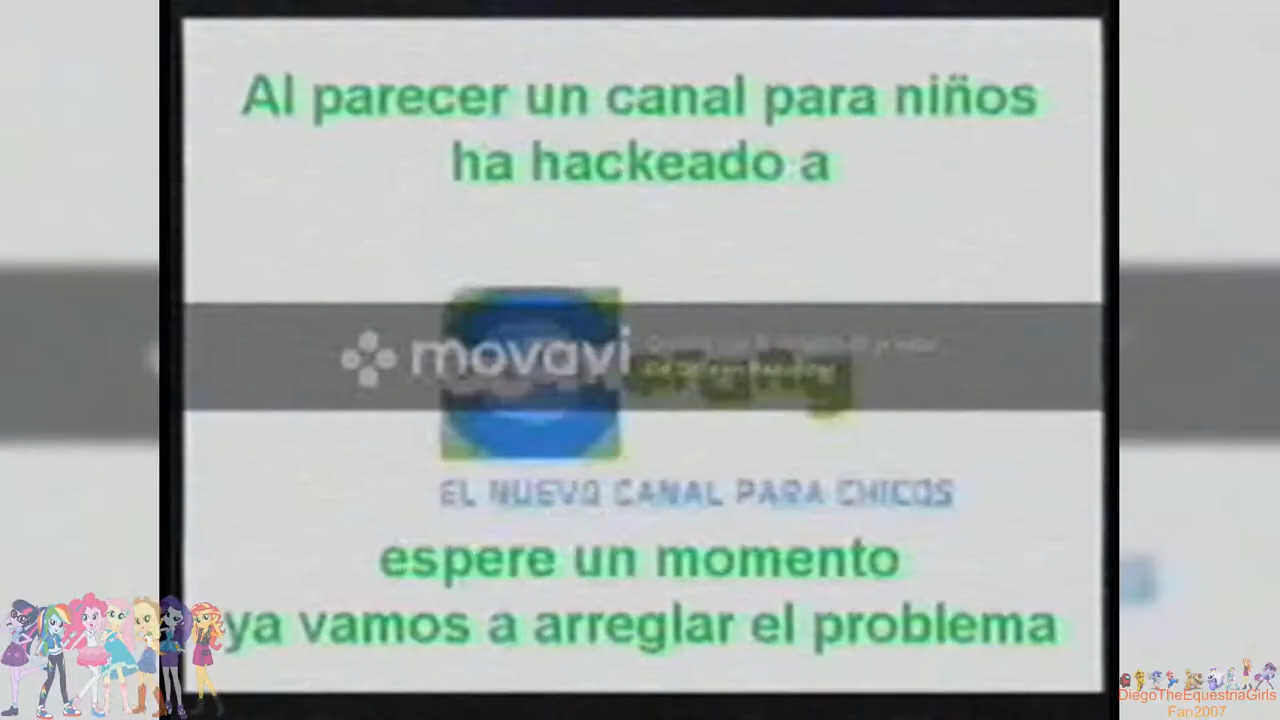 Al parecer un canal para niños
ha hackeado a
movavi
EL NUEVO CANAL PARA CHICOS
espere un momento
ya vamos a arreglar el problema
DiegoTheEquestriaGirls
Fan2007